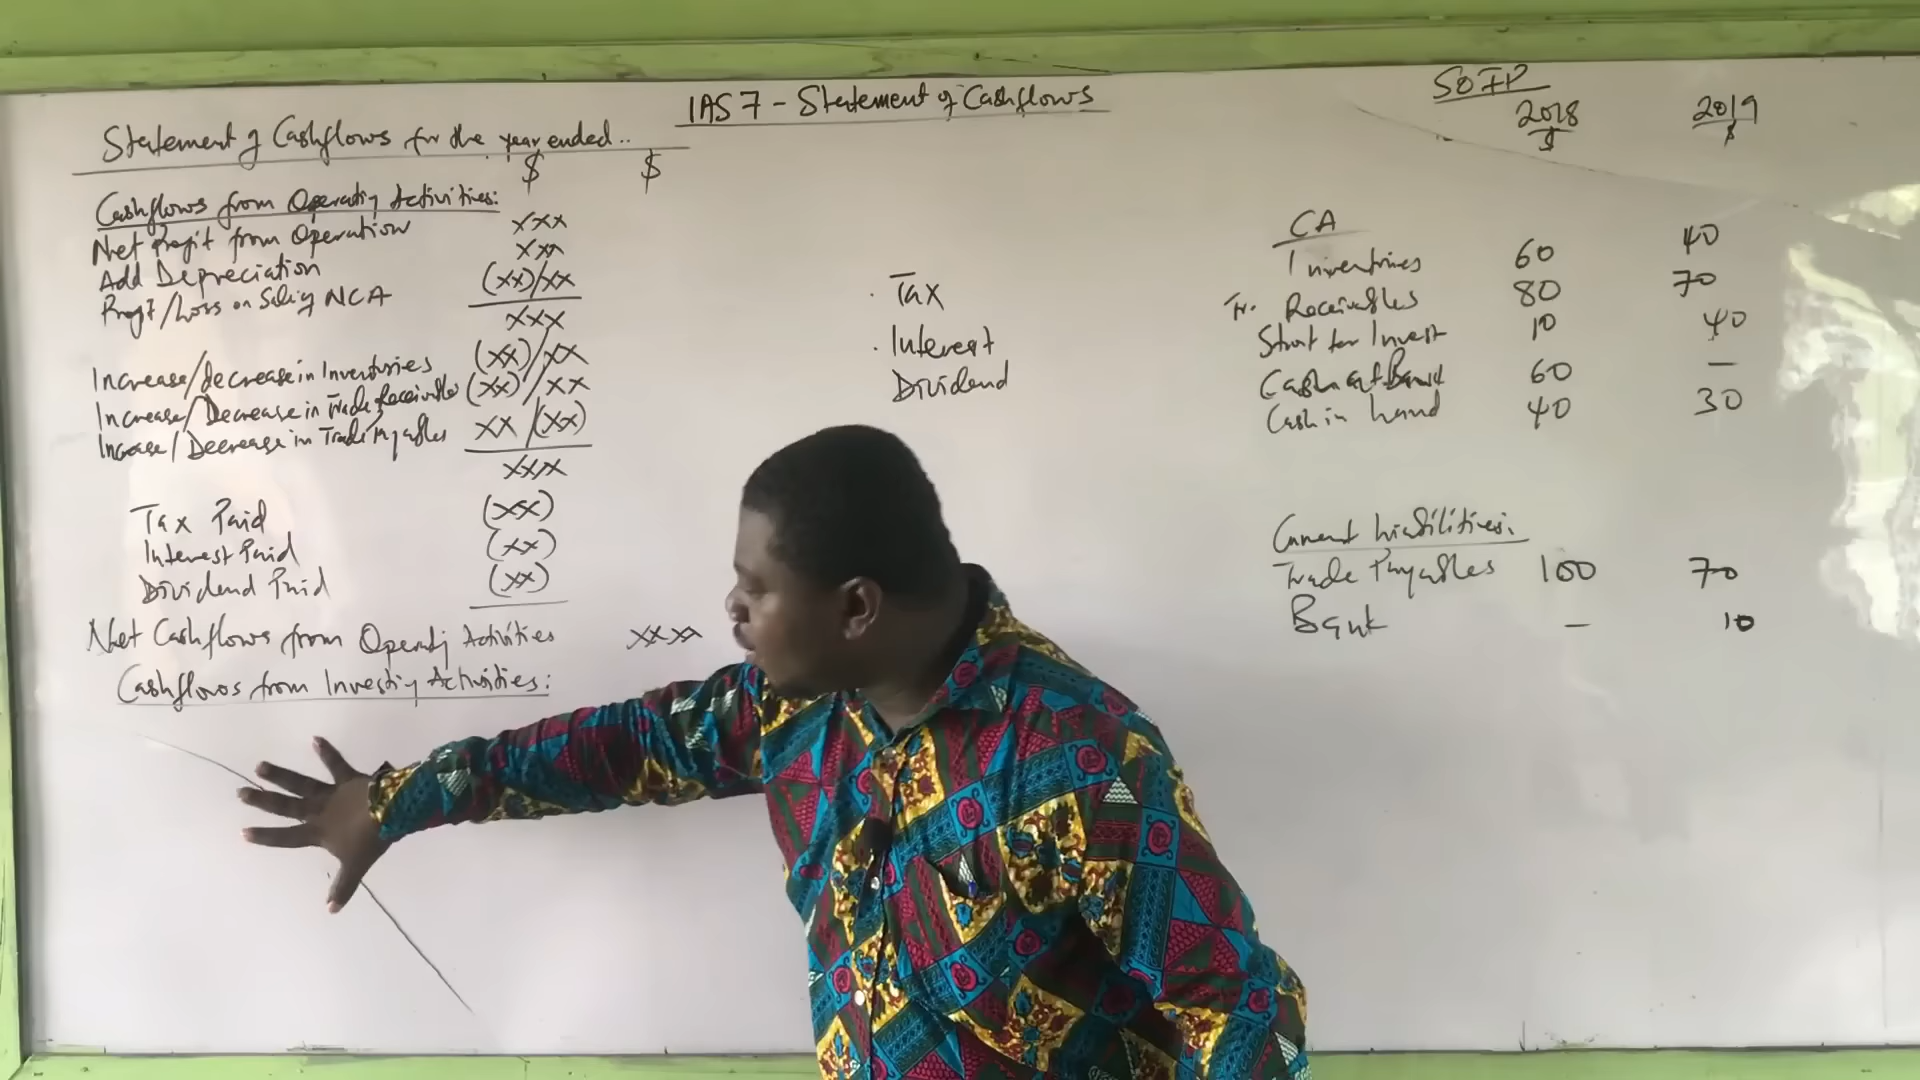 IAS 7 - Statement of Cashflows
Statement of Cashflows for the year ended..
$ $
Cashflows from Operating Activities:
Net Profit from Operation xxx
Add Depreciation xxx
Profit/Loss on Selling NCA (xx)/xx
xxx
Increase/decrease in Inventories (xx)/xx
Increase/Decrease in Trade Receivables (xx)/xx
Increase/Decrease in Trade Payables xx/(xx)
xxx
Tax Paid (xx)
Interest Paid (xx)
Dividend Paid (xx)
Net Cashflows from Operating Activities xxxx
Cashflows from Investing Activities:
· Tax
· Interest
Dividend
SOFP
2018 2019
$ $
CA
Inventories 60 40
Tr. Receivables 80 70
Short ter Invest 10 40
Cash at Bank 60 –
Cash in hand 40 30
Current Liabilities:
Trade Payables 100 70
Bank – 10